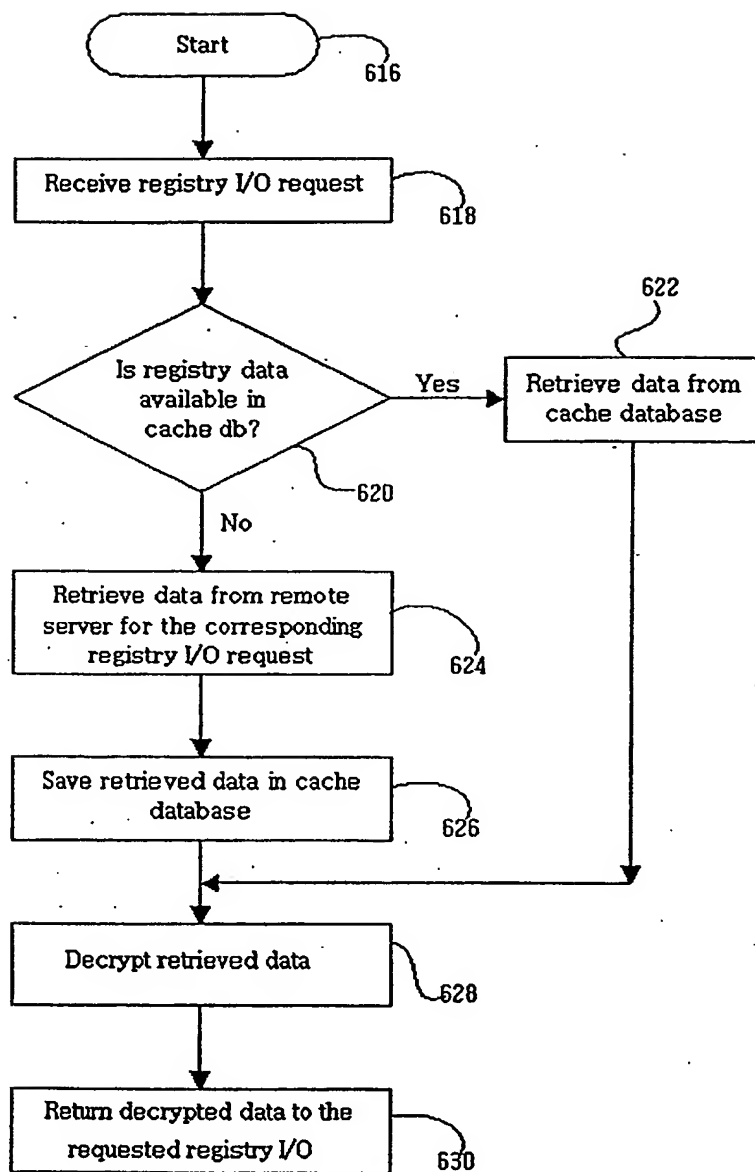 Start
616
Receive registry I/O request
618
Is registry data
available in
cache db?
620
Yes
622
Retrieve data from
cache database
No
Retrieve data from remote
server for the corresponding
registry I/O request
624
Save retrieved data in cache
database
626
Decrypt retrieved data
628
Return decrypted data to the
requested registry I/O
630